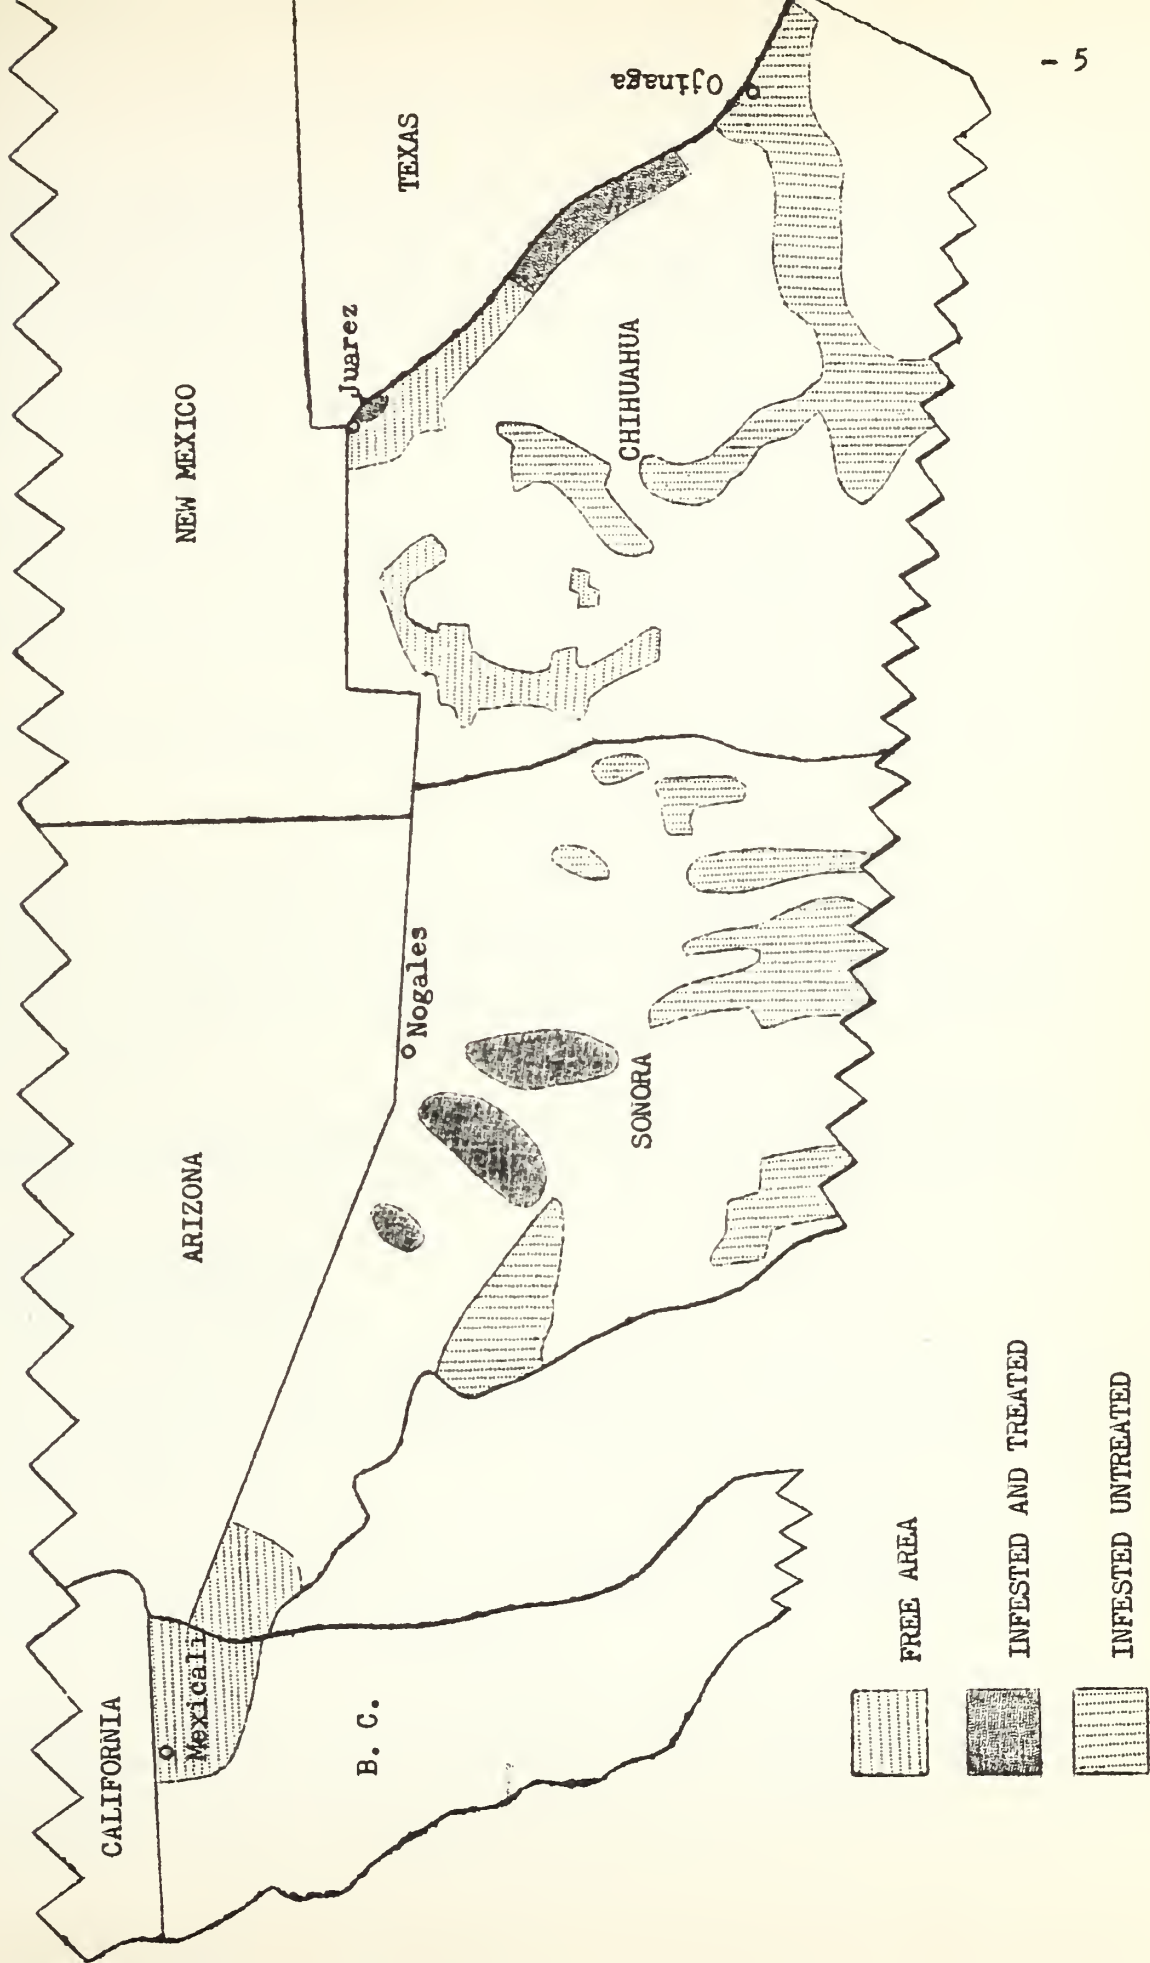 - 5
CALIFORNIA
ARIZONA
NEW MEXICO
TEXAS
Mexicali
Nogales
Juarez
Ojinaga
B. C.
SONORA
CHIHUAHUA
FREE AREA
INFESTED AND TREATED
INFESTED UNTREATED